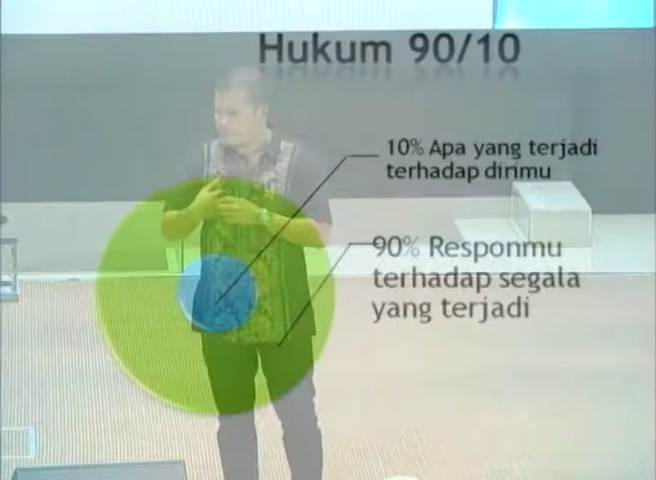 Hukum 90/10
10% Apa yang terjadi
terhadap dirimu
90% Responmu
terhadap segala
yang terjadi